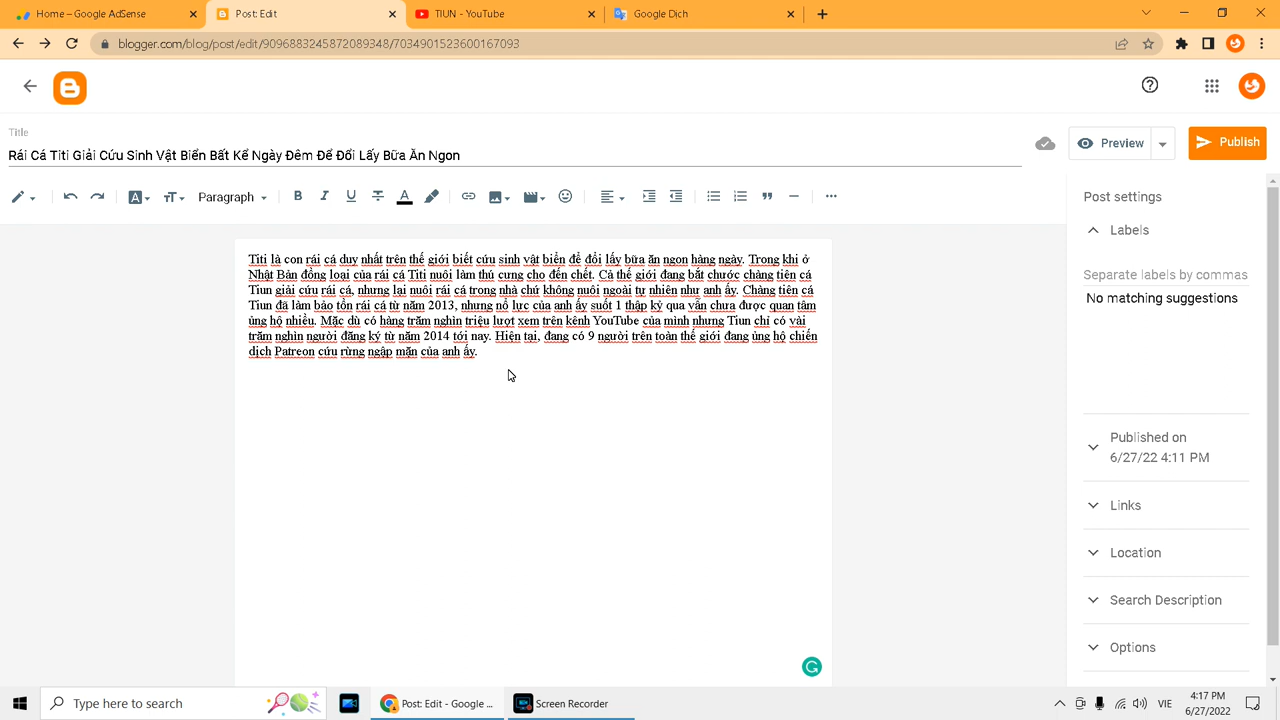 Home – Google AdSense
Post: Edit
TIUN - YouTube
Google Dịch
blogger.com/blog/post/edit/9096883245872089348/7034901523600167093
Title
Rái Cá Titi Giải Cứu Sinh Vật Biển Bất Kể Ngày Đêm Để Đổi Lấy Bữa Ăn Ngon
Preview
Publish
Paragraph
Post settings
Labels
Separate labels by commas
No matching suggestions
Titi là con rái cá duy nhất trên thế giới biết cứu sinh vật biển để đổi lấy bữa ăn ngon hàng ngày. Trong khi ở
Nhật Bản đồng loại của rái cá Titi nuôi làm thú cưng cho đến chết. Cả thế giới đang bắt chước chàng tiên cá
Tiun giải cứu rái cá, nhưng lại nuôi rái cá trong nhà chứ không nuôi ngoài tự nhiên như anh ấy. Chàng tiên cá
Tiun đã làm bảo tồn rái cá từ năm 2013, nhưng nổ lực của anh ấy suốt 1 thập kỷ qua vẫn chưa được quan tâm
ủng hộ nhiều. Mặc dù có hàng trăm nghìn triệu lượt xem trên kênh YouTube của mình nhưng Tiun chỉ có vài
trăm nghìn người đăng ký từ năm 2014 tới nay. Hiện tại, đang có 9 người trên toàn thế giới đang ủng hộ chiến
dịch Patreon cứu rừng ngập mặn của anh ấy.
Published on
6/27/22 4:11 PM
Links
Location
Search Description
Options
Type here to search
Post: Edit - Google ...
Screen Recorder
VIE
4:17 PM
6/27/2022